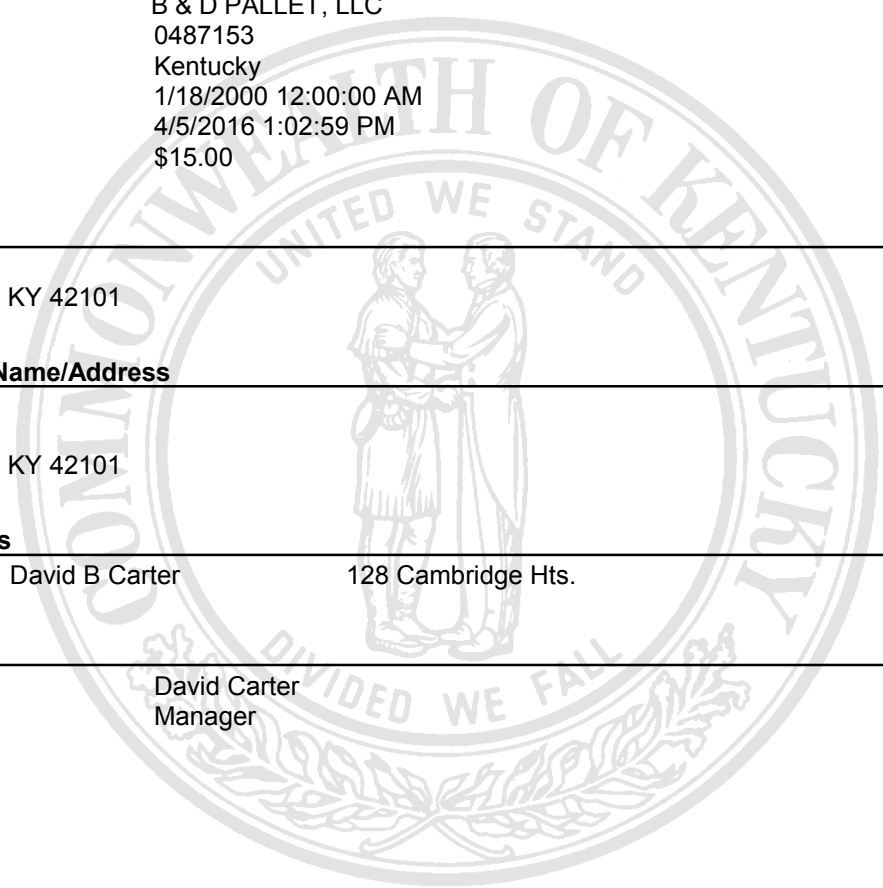 B & D PALLET, LLC
0487153
Kentucky
1/18/2000 12:00:00 AM
4/5/2016 1:02:59 PM
$15.00
COMMONWEALTH OF KENTUCKY
UNITED WE STAND
KY 42101
Name/Address
KY 42101
s
David B Carter 128 Cambridge Hts.
David Carter
Manager
DIVIDED WE FALL